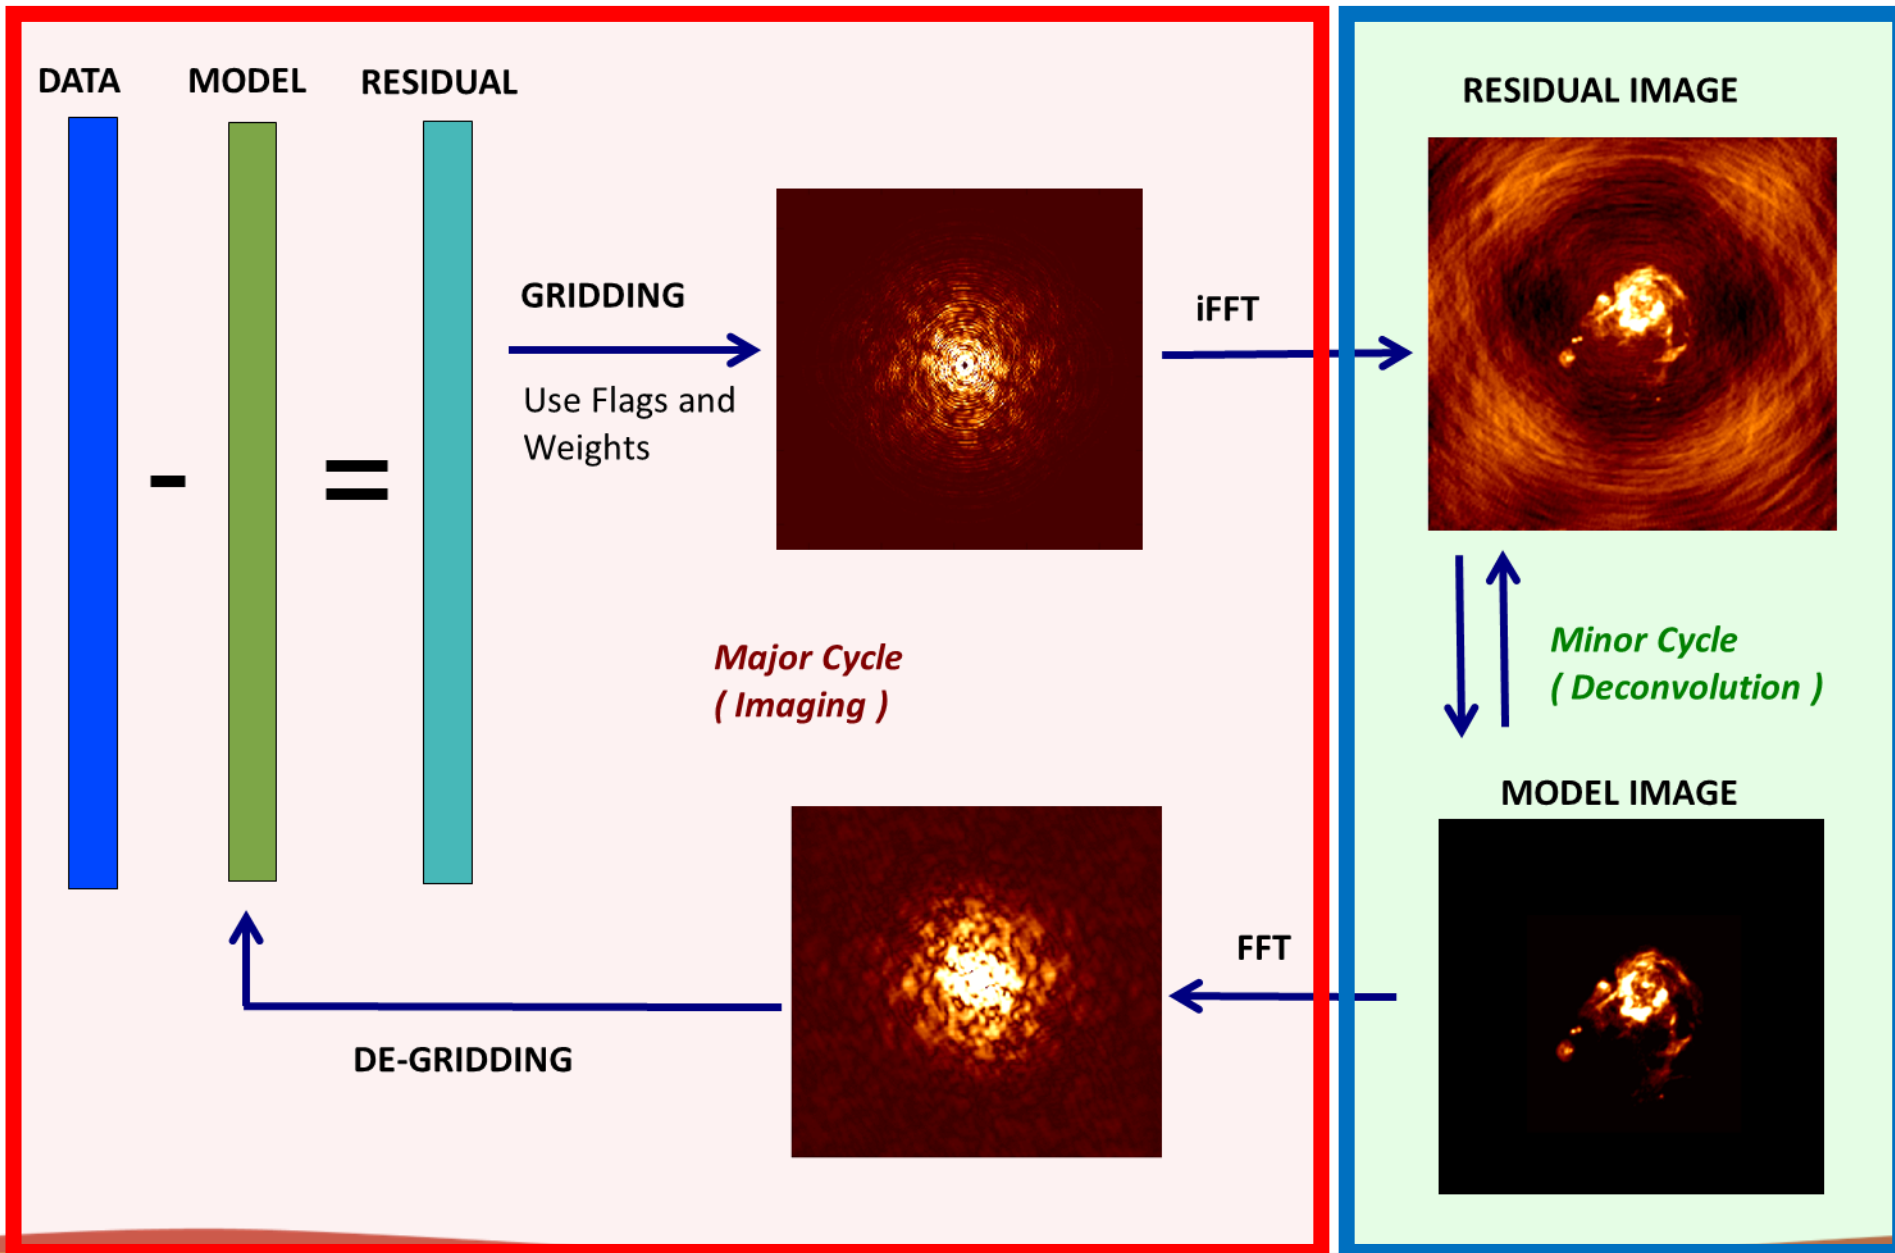 DATA
MODEL
RESIDUAL
-
=
GRIDDING
Use Flags and
Weights
iFFT
RESIDUAL IMAGE
Major Cycle
( Imaging )
Minor Cycle
( Deconvolution )
MODEL IMAGE
FFT
DE-GRIDDING